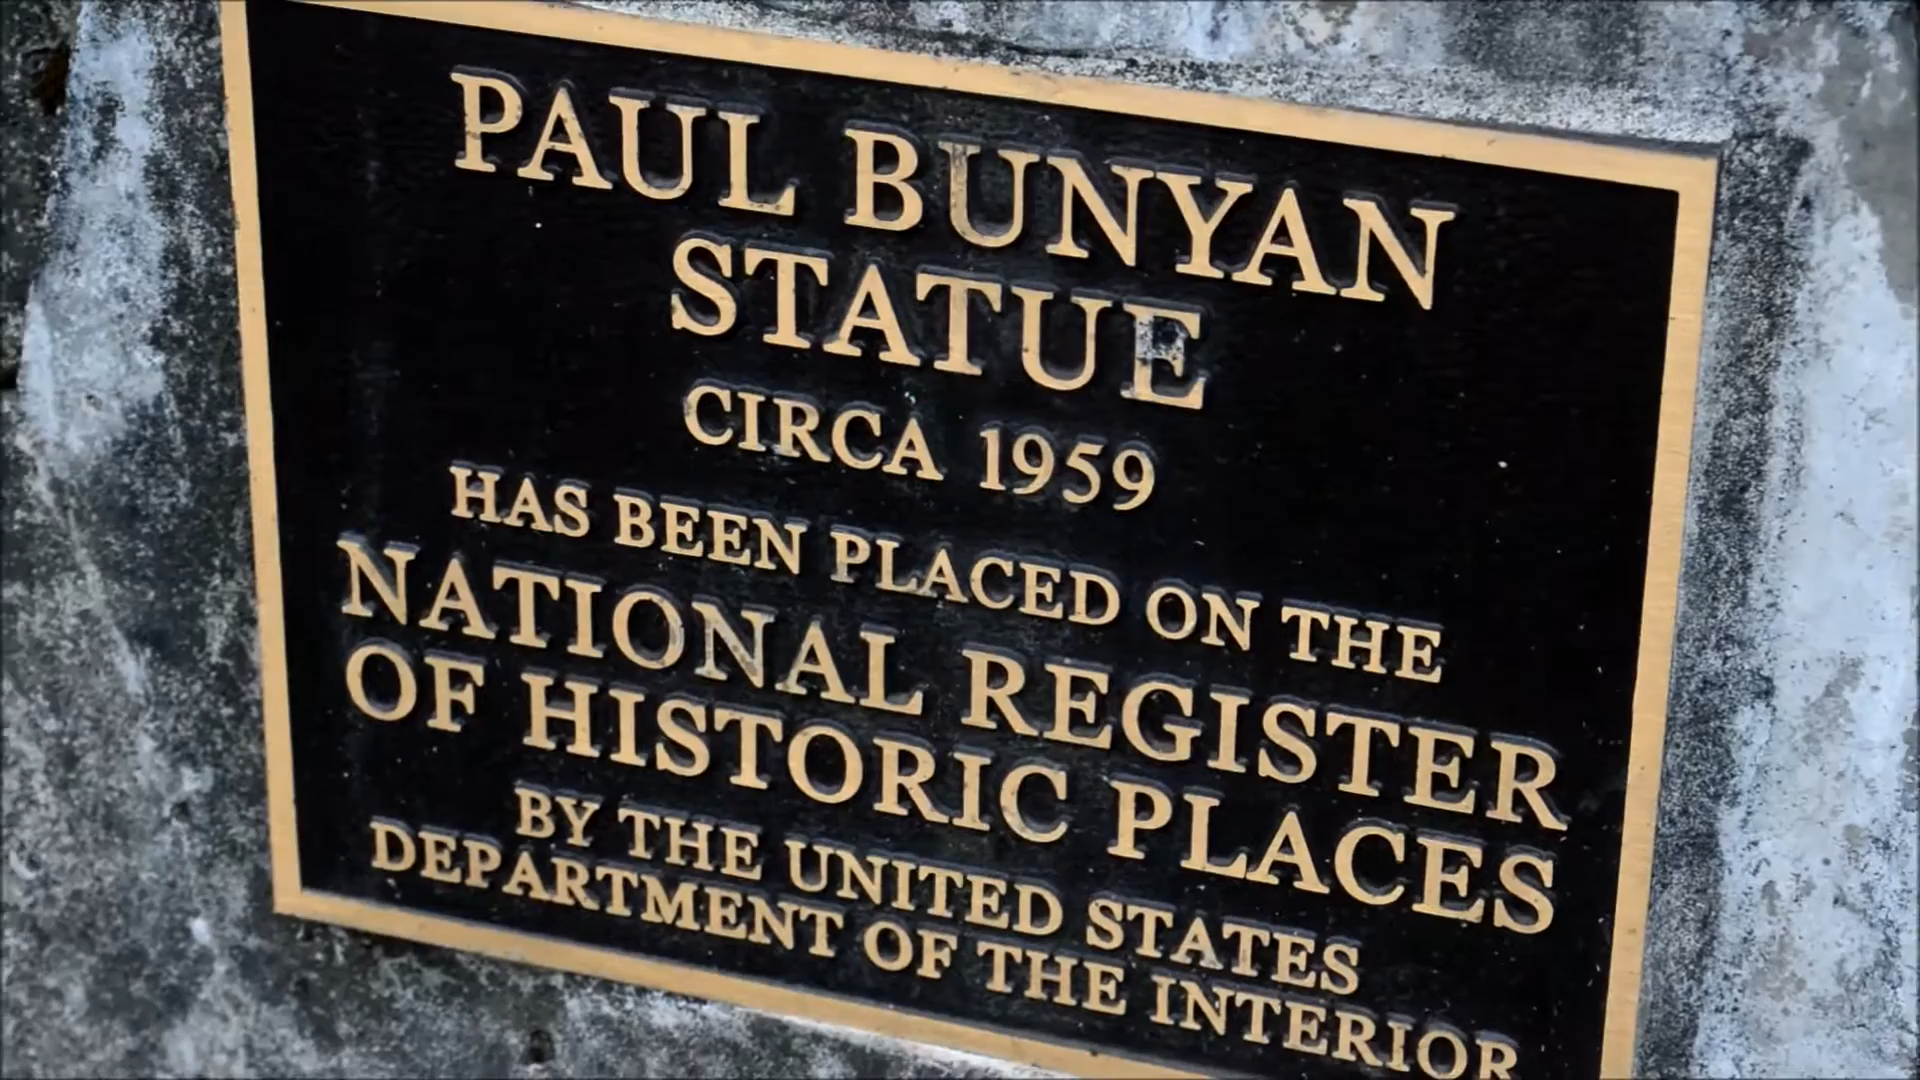 PAUL BUNYAN
STATUE
CIRCA 1959
HAS BEEN PLACED ON THE
NATIONAL REGISTER
OF HISTORIC PLACES
BY THE UNITED STATES
DEPARTMENT OF THE INTERIOR